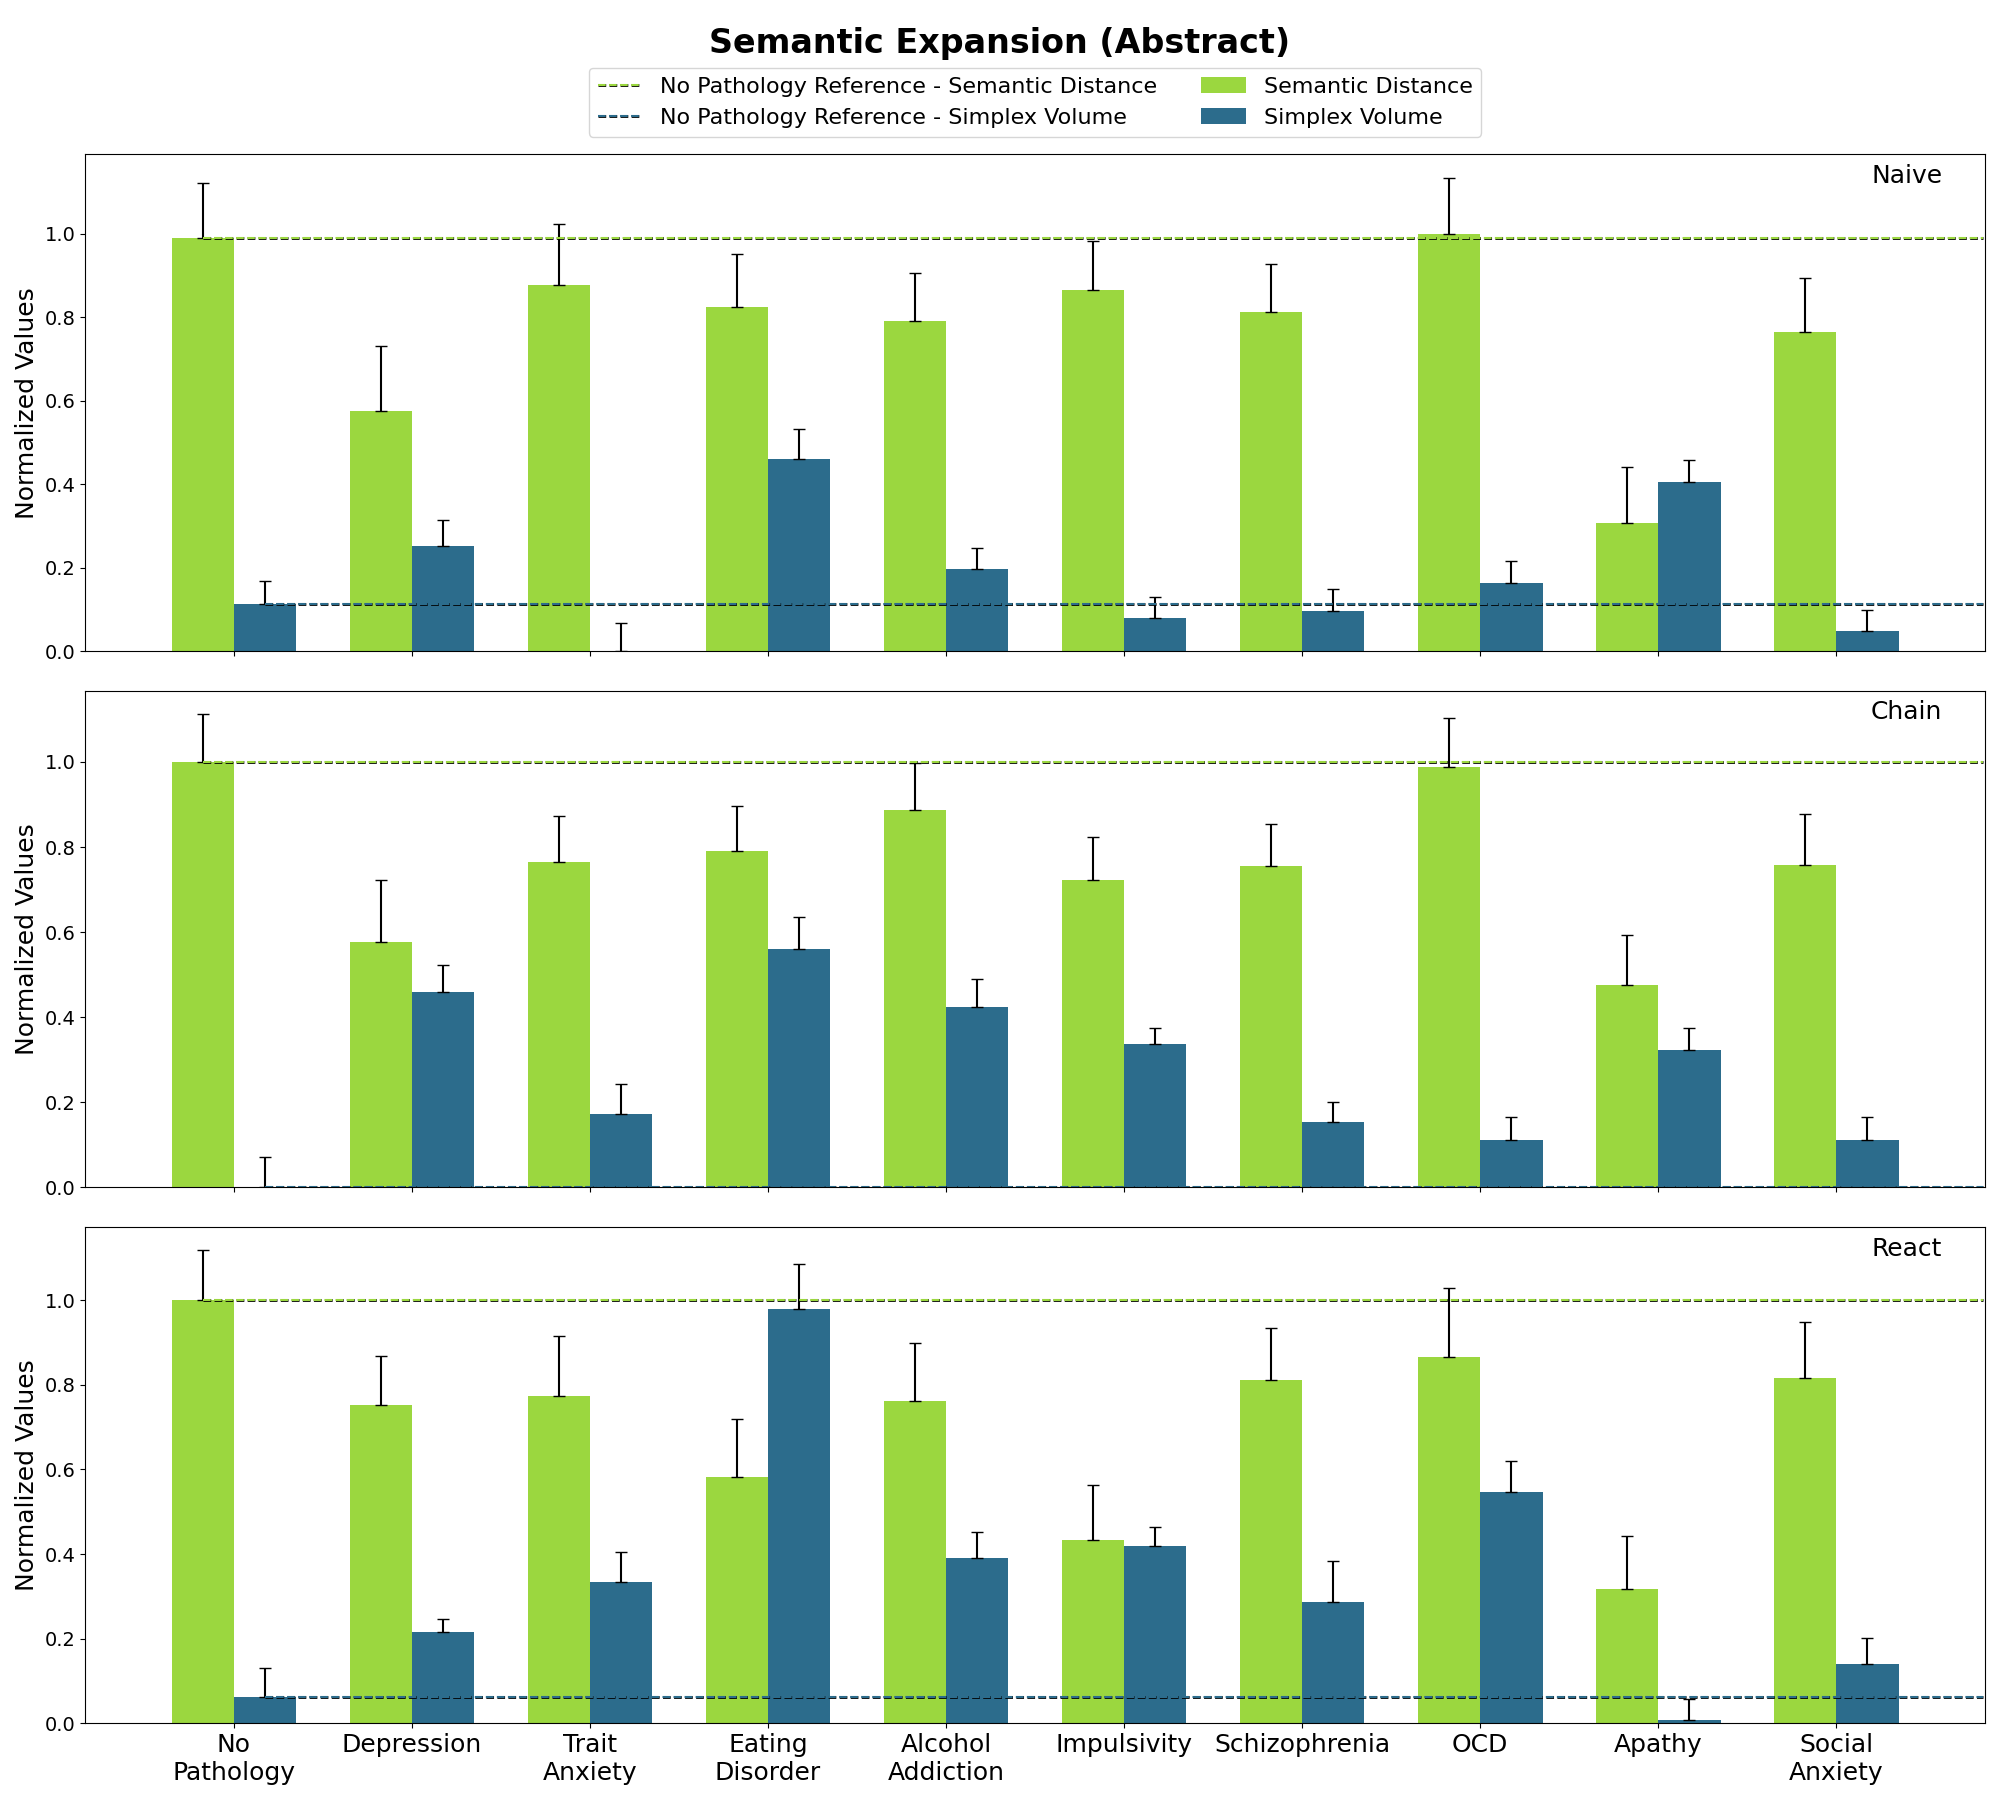 Semantic Expansion (Abstract)
No Pathology Reference - Semantic Distance
No Pathology Reference - Simplex Volume
Semantic Distance
Simplex Volume
Naive
Normalized Values
1.0
0.8
0.6
0.4
0.2
0.0
Chain
Normalized Values
1.0
0.8
0.6
0.4
0.2
0.0
React
Normalized Values
1.0
0.8
0.6
0.4
0.2
0.0
No
Pathology
Depression
Trait
Anxiety
Eating
Disorder
Alcohol
Addiction
Impulsivity
Schizophrenia
OCD
Apathy
Social
Anxiety